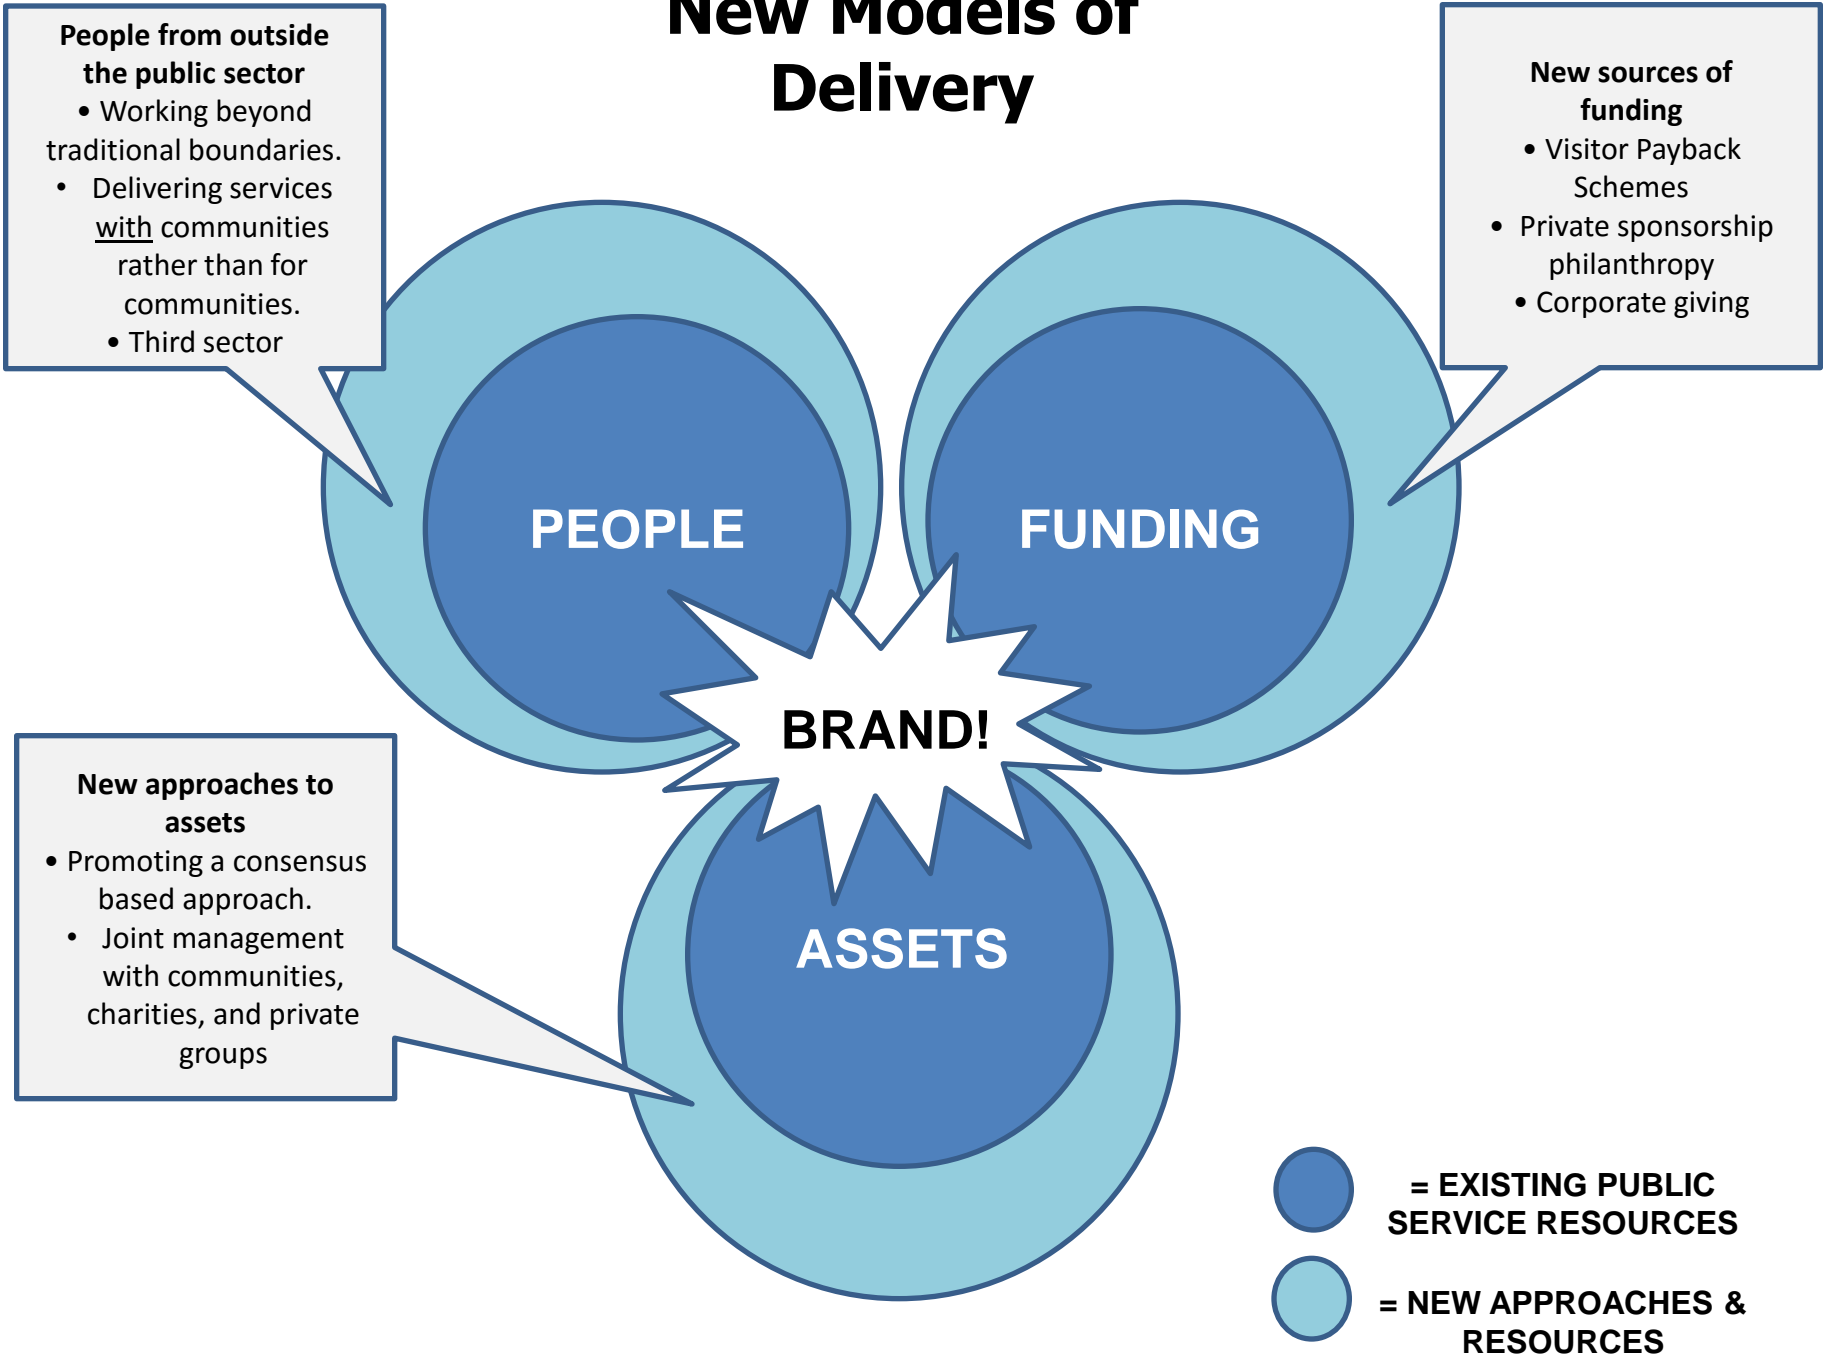 New Models of
Delivery
People from outside
the public sector
• Working beyond
traditional boundaries.
• Delivering services
with communities
rather than for
communities.
• Third sector
New sources of
funding
• Visitor Payback
Schemes
• Private sponsorship
philanthropy
• Corporate giving
PEOPLE
FUNDING
BRAND!
New approaches to
assets
• Promoting a consensus
based approach.
• Joint management
with communities,
charities, and private
groups
ASSETS
= EXISTING PUBLIC
SERVICE RESOURCES
= NEW APPROACHES &
RESOURCES